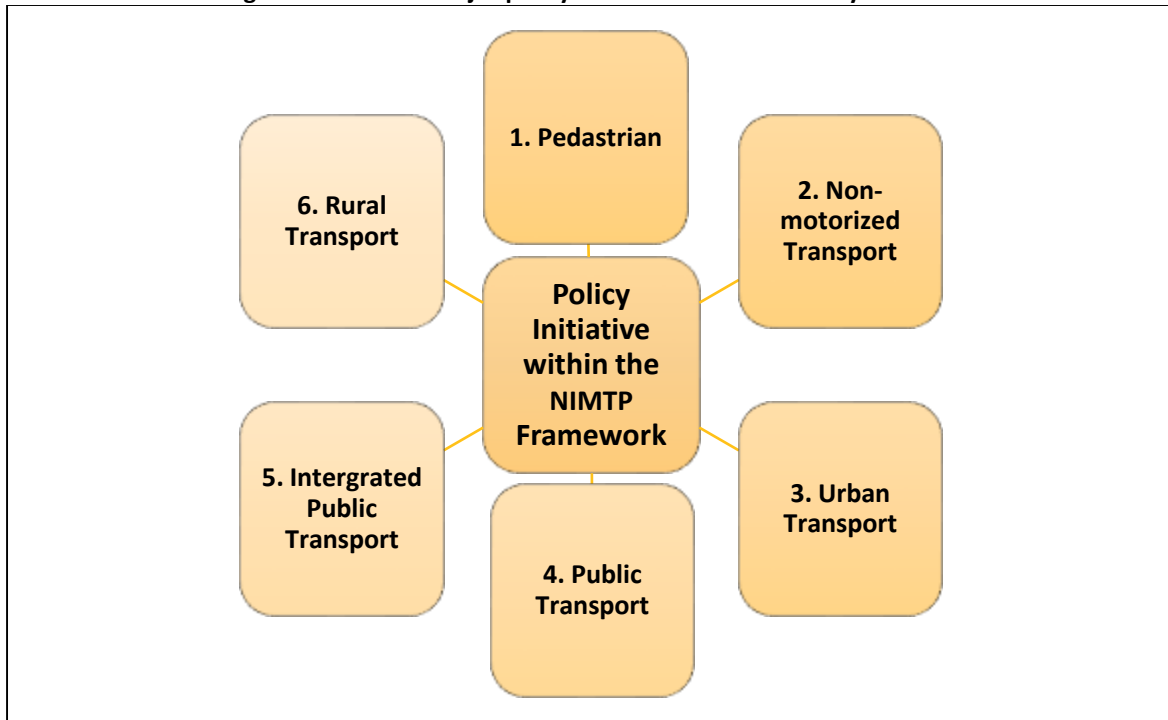 1. Pedastrian
2. Non-
motorized
Transport
3. Urban
Transport
4. Public
Transport
5. Intergrated
Public
Transport
6. Rural
Transport
Policy
Initiative
within the
NIMTP
Framework